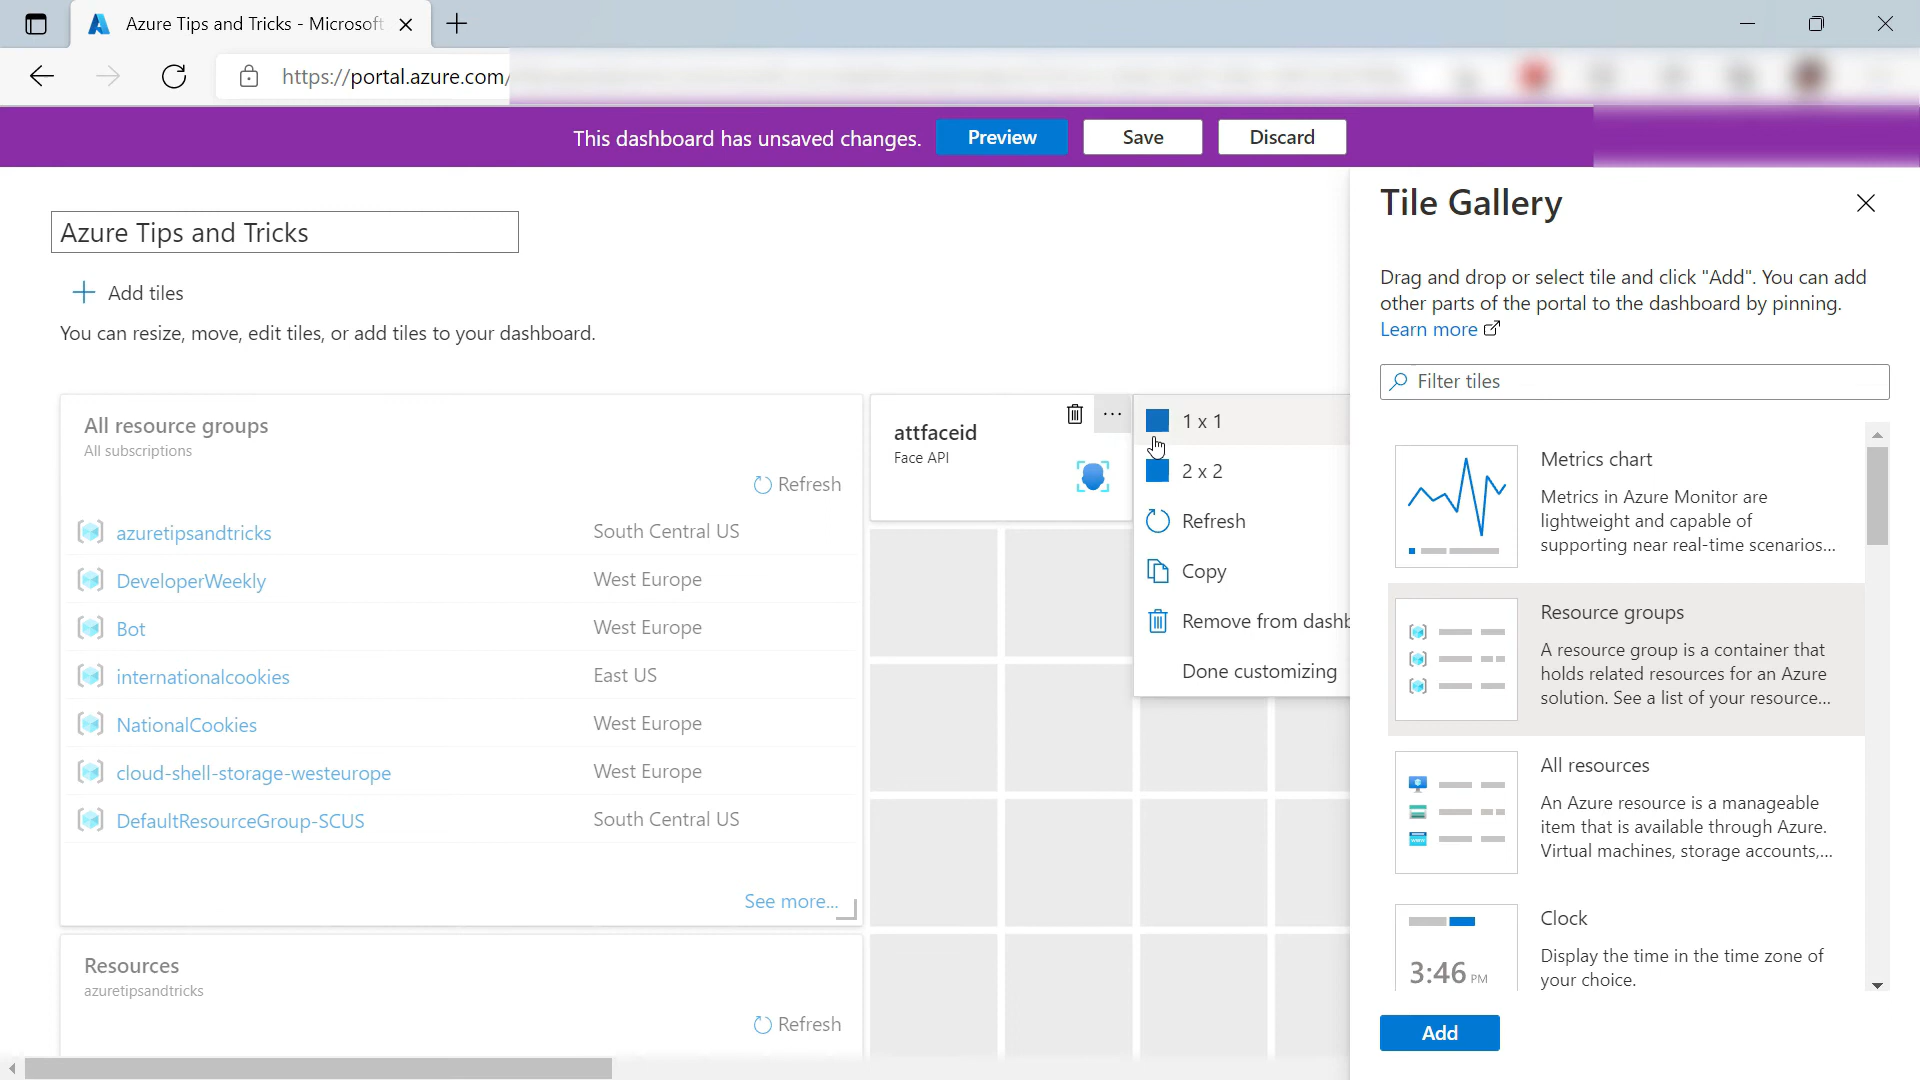 Azure Tips and Tricks - Microsoft
https://portal.azure.com/
This dashboard has unsaved changes.
Preview
Save
Discard
Azure Tips and Tricks
Add tiles
You can resize, move, edit tiles, or add tiles to your dashboard.
All resource groups
All subscriptions
Refresh
azuretipsandtricks South Central US
DeveloperWeekly West Europe
Bot West Europe
internationalcookies East US
NationalCookies West Europe
cloud-shell-storage-westeurope West Europe
DefaultResourceGroup-SCUS South Central US
See more...
Resources
azuretipsandtricks
Refresh
attfaceid
Face API
1 x 1
2 x 2
Refresh
Copy
Remove from dashb
Done customizing
Tile Gallery
Drag and drop or select tile and click "Add". You can add
other parts of the portal to the dashboard by pinning.
Learn more
Filter tiles
Metrics chart
Metrics in Azure Monitor are
lightweight and capable of
supporting near real-time scenarios...
Resource groups
A resource group is a container that
holds related resources for an Azure
solution. See a list of your resource...
All resources
An Azure resource is a manageable
item that is available through Azure.
Virtual machines, storage accounts,...
3:46 PM
Clock
Display the time in the time zone of
your choice.
Add